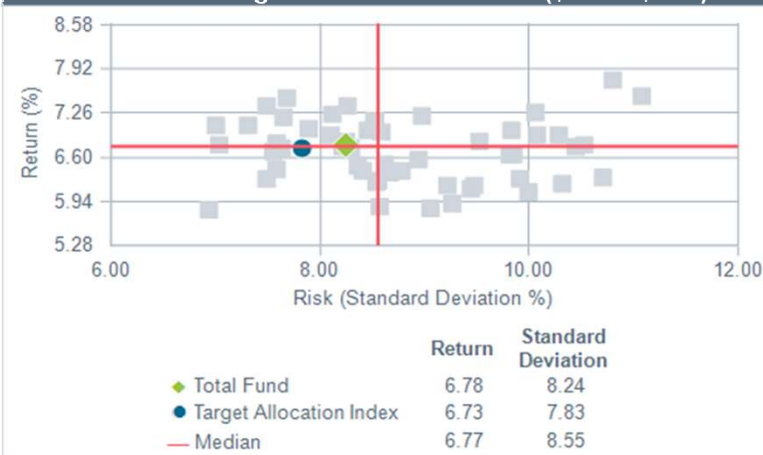 8.58
7.92
7.26
6.60
5.94
5.28
Return (%)
6.00 8.00 10.00 12.00
Risk (Standard Deviation %)
Return Standard Deviation
Total Fund 6.78 8.24
Target Allocation Index 6.73 7.83
Median 6.77 8.55